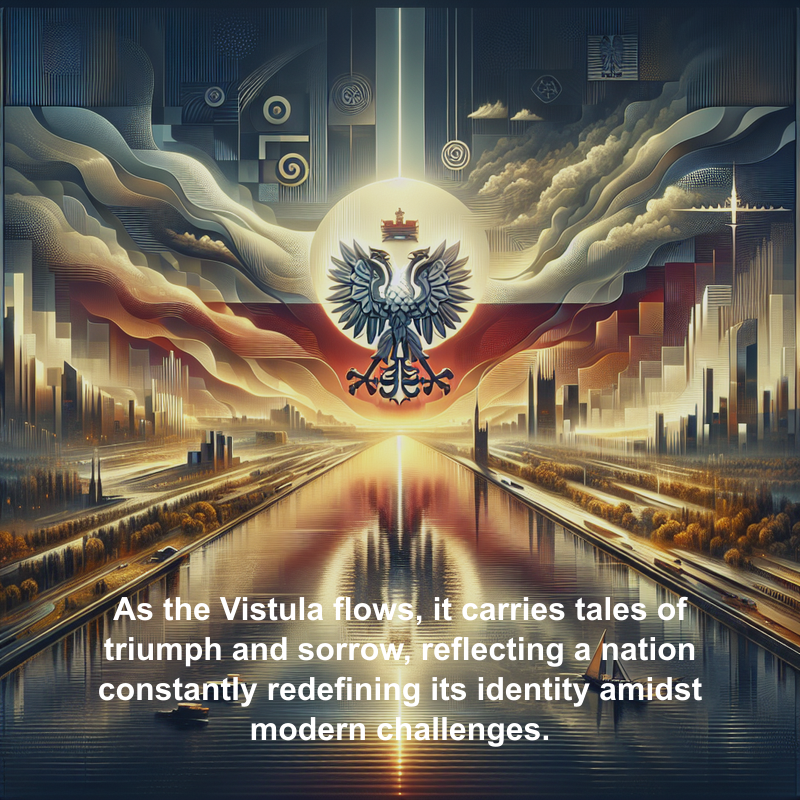 As the Vistula flows, it carries tales of
triumph and sorrow, reflecting a nation
constantly redefining its identity amidst
modern challenges.